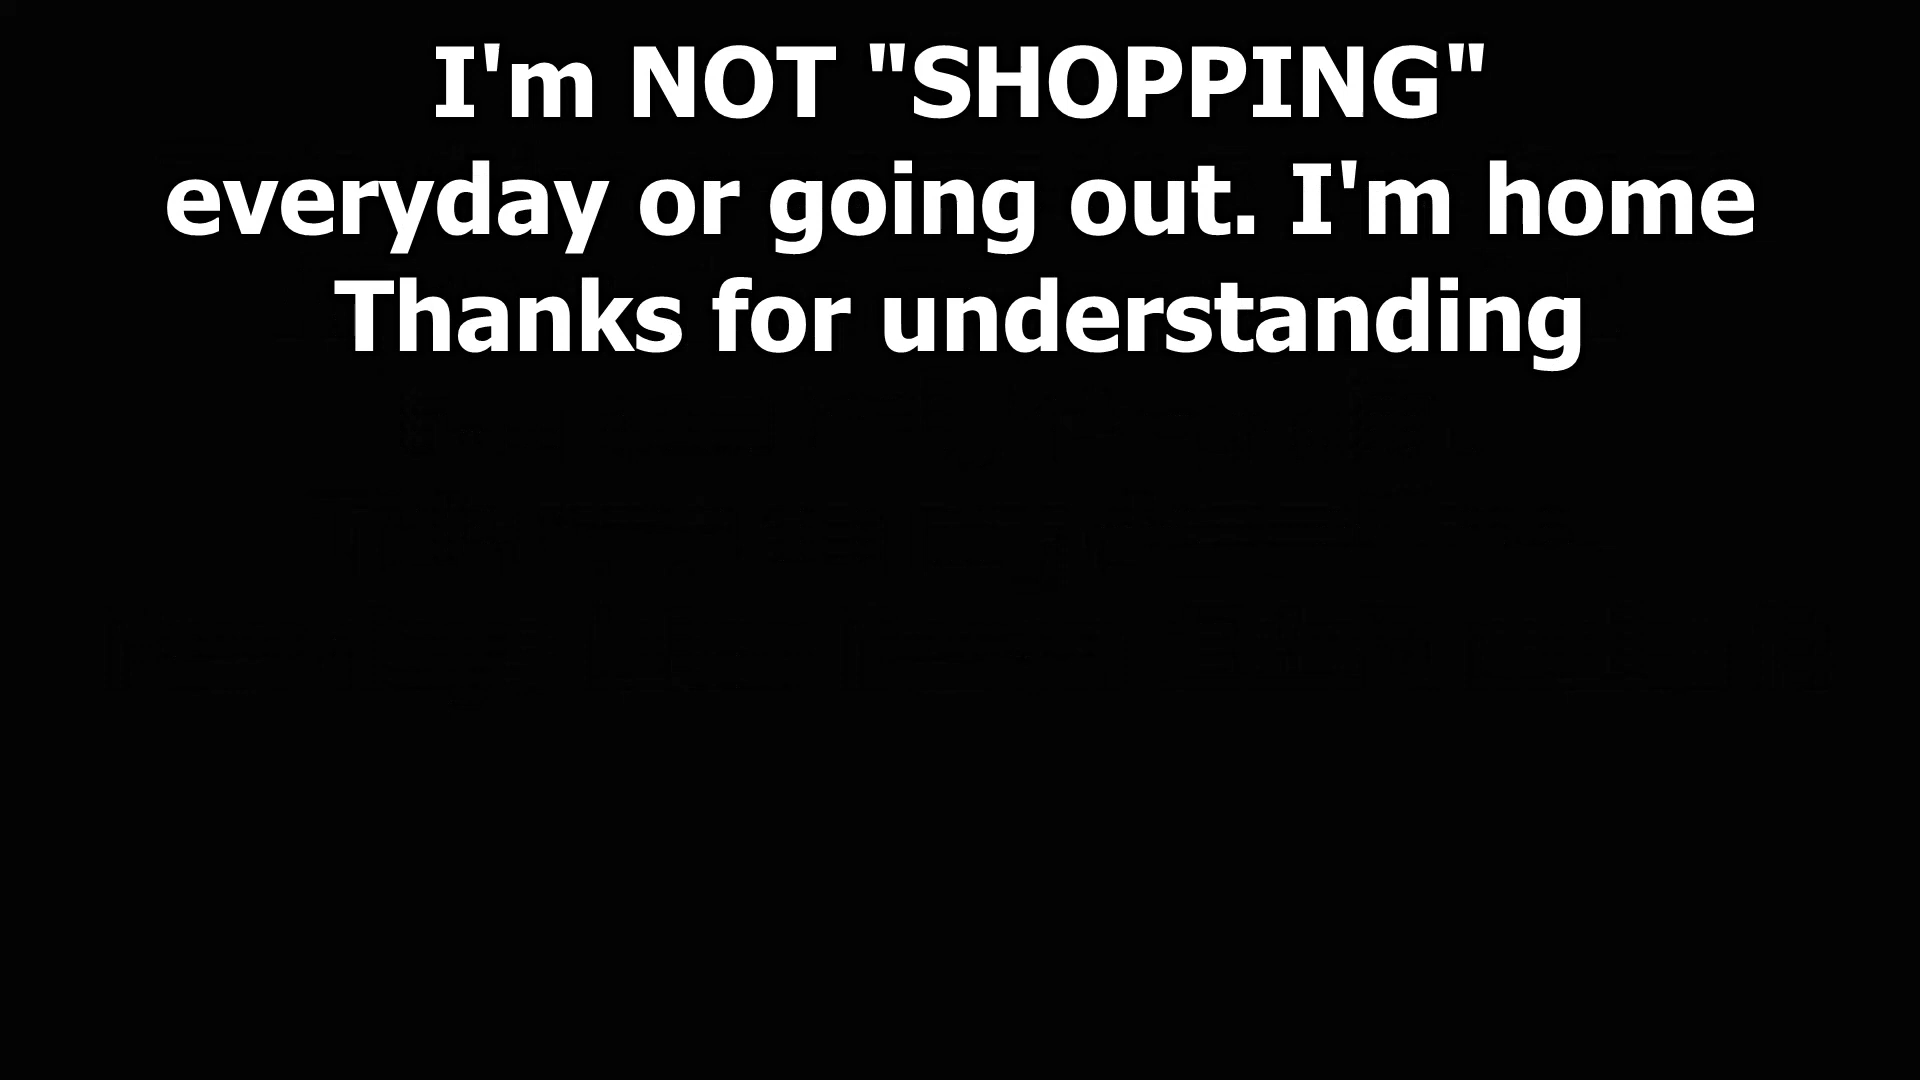 I'm NOT "SHOPPING"
everyday or going out. I'm home
Thanks for understanding